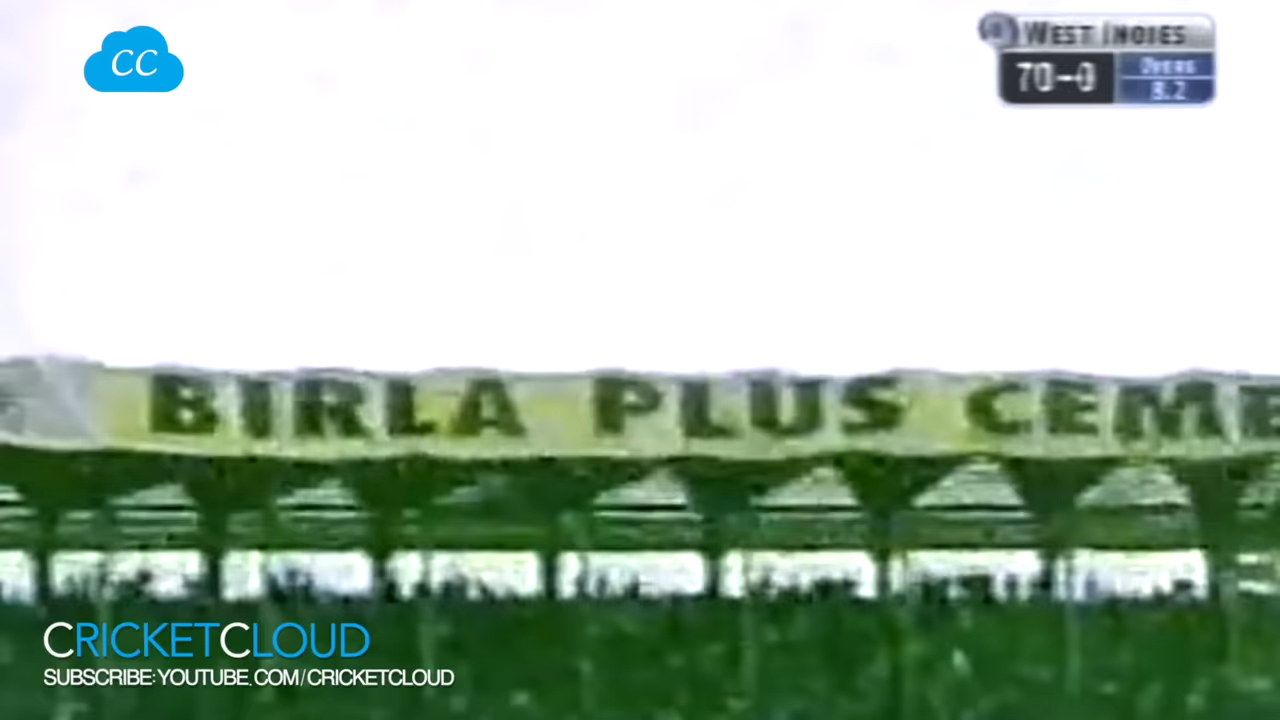 CC
WEST INDIES
70-0
OVERS
8.2
BIRLA PLUS CEME
CRICKETCLOUD
SUBSCRIBE: YOUTUBE.COM/CRICKETCLOUD